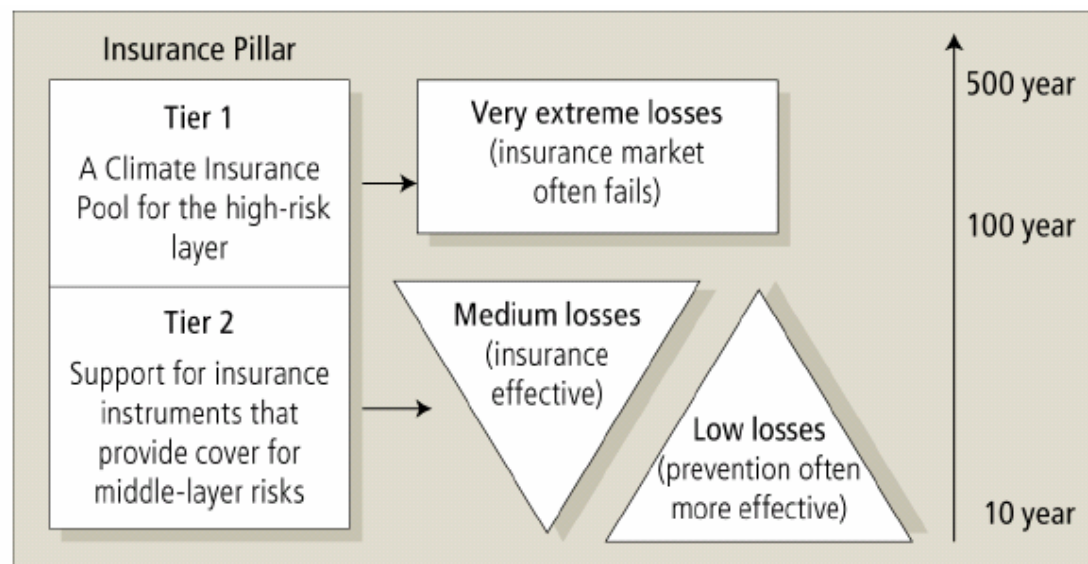 Insurance Pillar
Tier 1
A Climate Insurance
Pool for the high-risk
layer
Tier 2
Support for insurance
instruments that
provide cover for
middle-layer risks
Very extreme losses
(insurance market
often fails)
Medium losses
(insurance
effective)
Low losses
(prevention often
more effective)
500 year
100 year
10 year